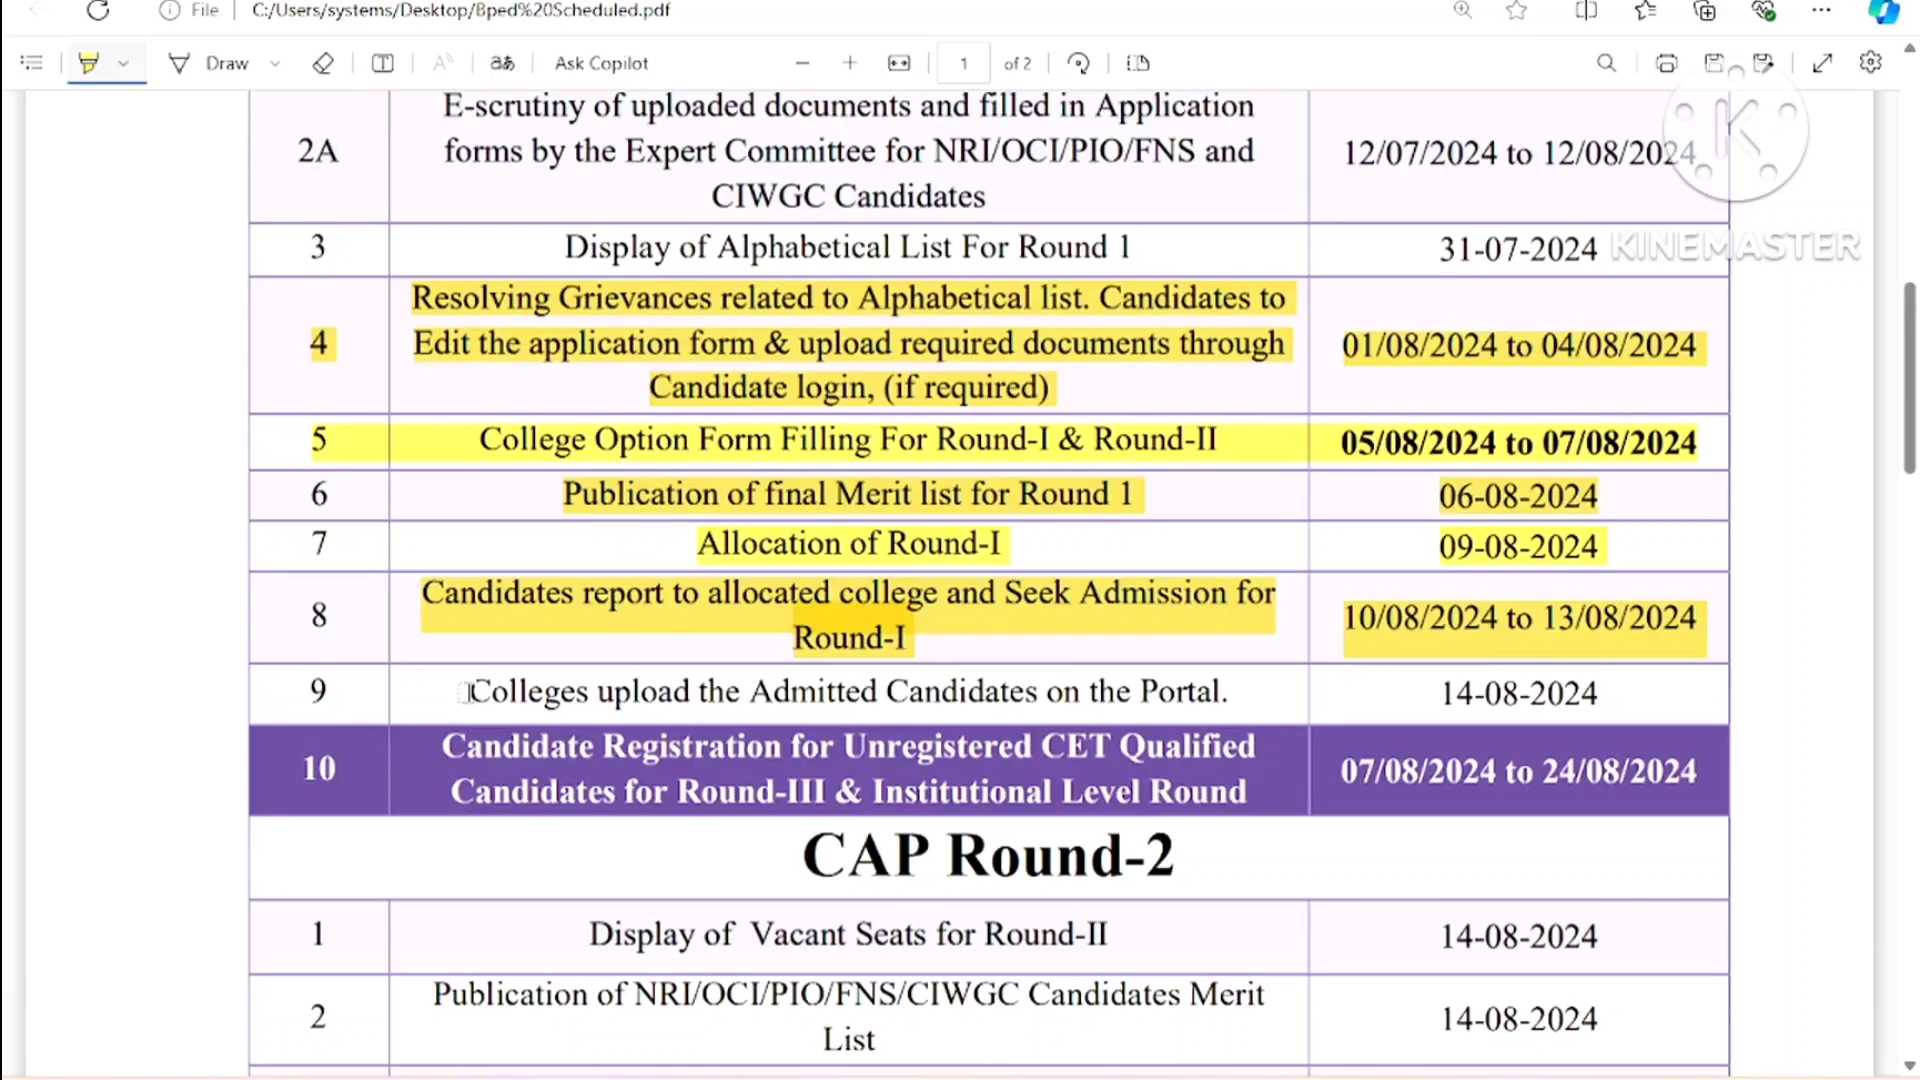 File C:/Users/systems/Desktop/Bped%20Scheduled.pdf
Draw Ask Copilot 1 of 2
2A E-scrutiny of uploaded documents and filled in Application forms by the Expert Committee for NRI/OCI/PIO/FNS and CIWGC Candidates 12/07/2024 to 12/08/2024
K
KINEMASTER
3 Display of Alphabetical List For Round 1 31-07-2024
4 Resolving Grievances related to Alphabetical list. Candidates to
Edit the application form & upload required documents through
Candidate login, (if required) 01/08/2024 to 04/08/2024
5 College Option Form Filling For Round-I & Round-II 05/08/2024 to 07/08/2024
6 Publication of final Merit list for Round 1 06-08-2024
7 Allocation of Round-I 09-08-2024
8 Candidates report to allocated college and Seek Admission for
Round-I 10/08/2024 to 13/08/2024
9 Colleges upload the Admitted Candidates on the Portal. 14-08-2024
10 Candidate Registration for Unregistered CET Qualified
Candidates for Round-III & Institutional Level Round 07/08/2024 to 24/08/2024
CAP Round-2
1 Display of Vacant Seats for Round-II 14-08-2024
2 Publication of NRI/OCI/PIO/FNS/CIWGC Candidates Merit
List 14-08-2024